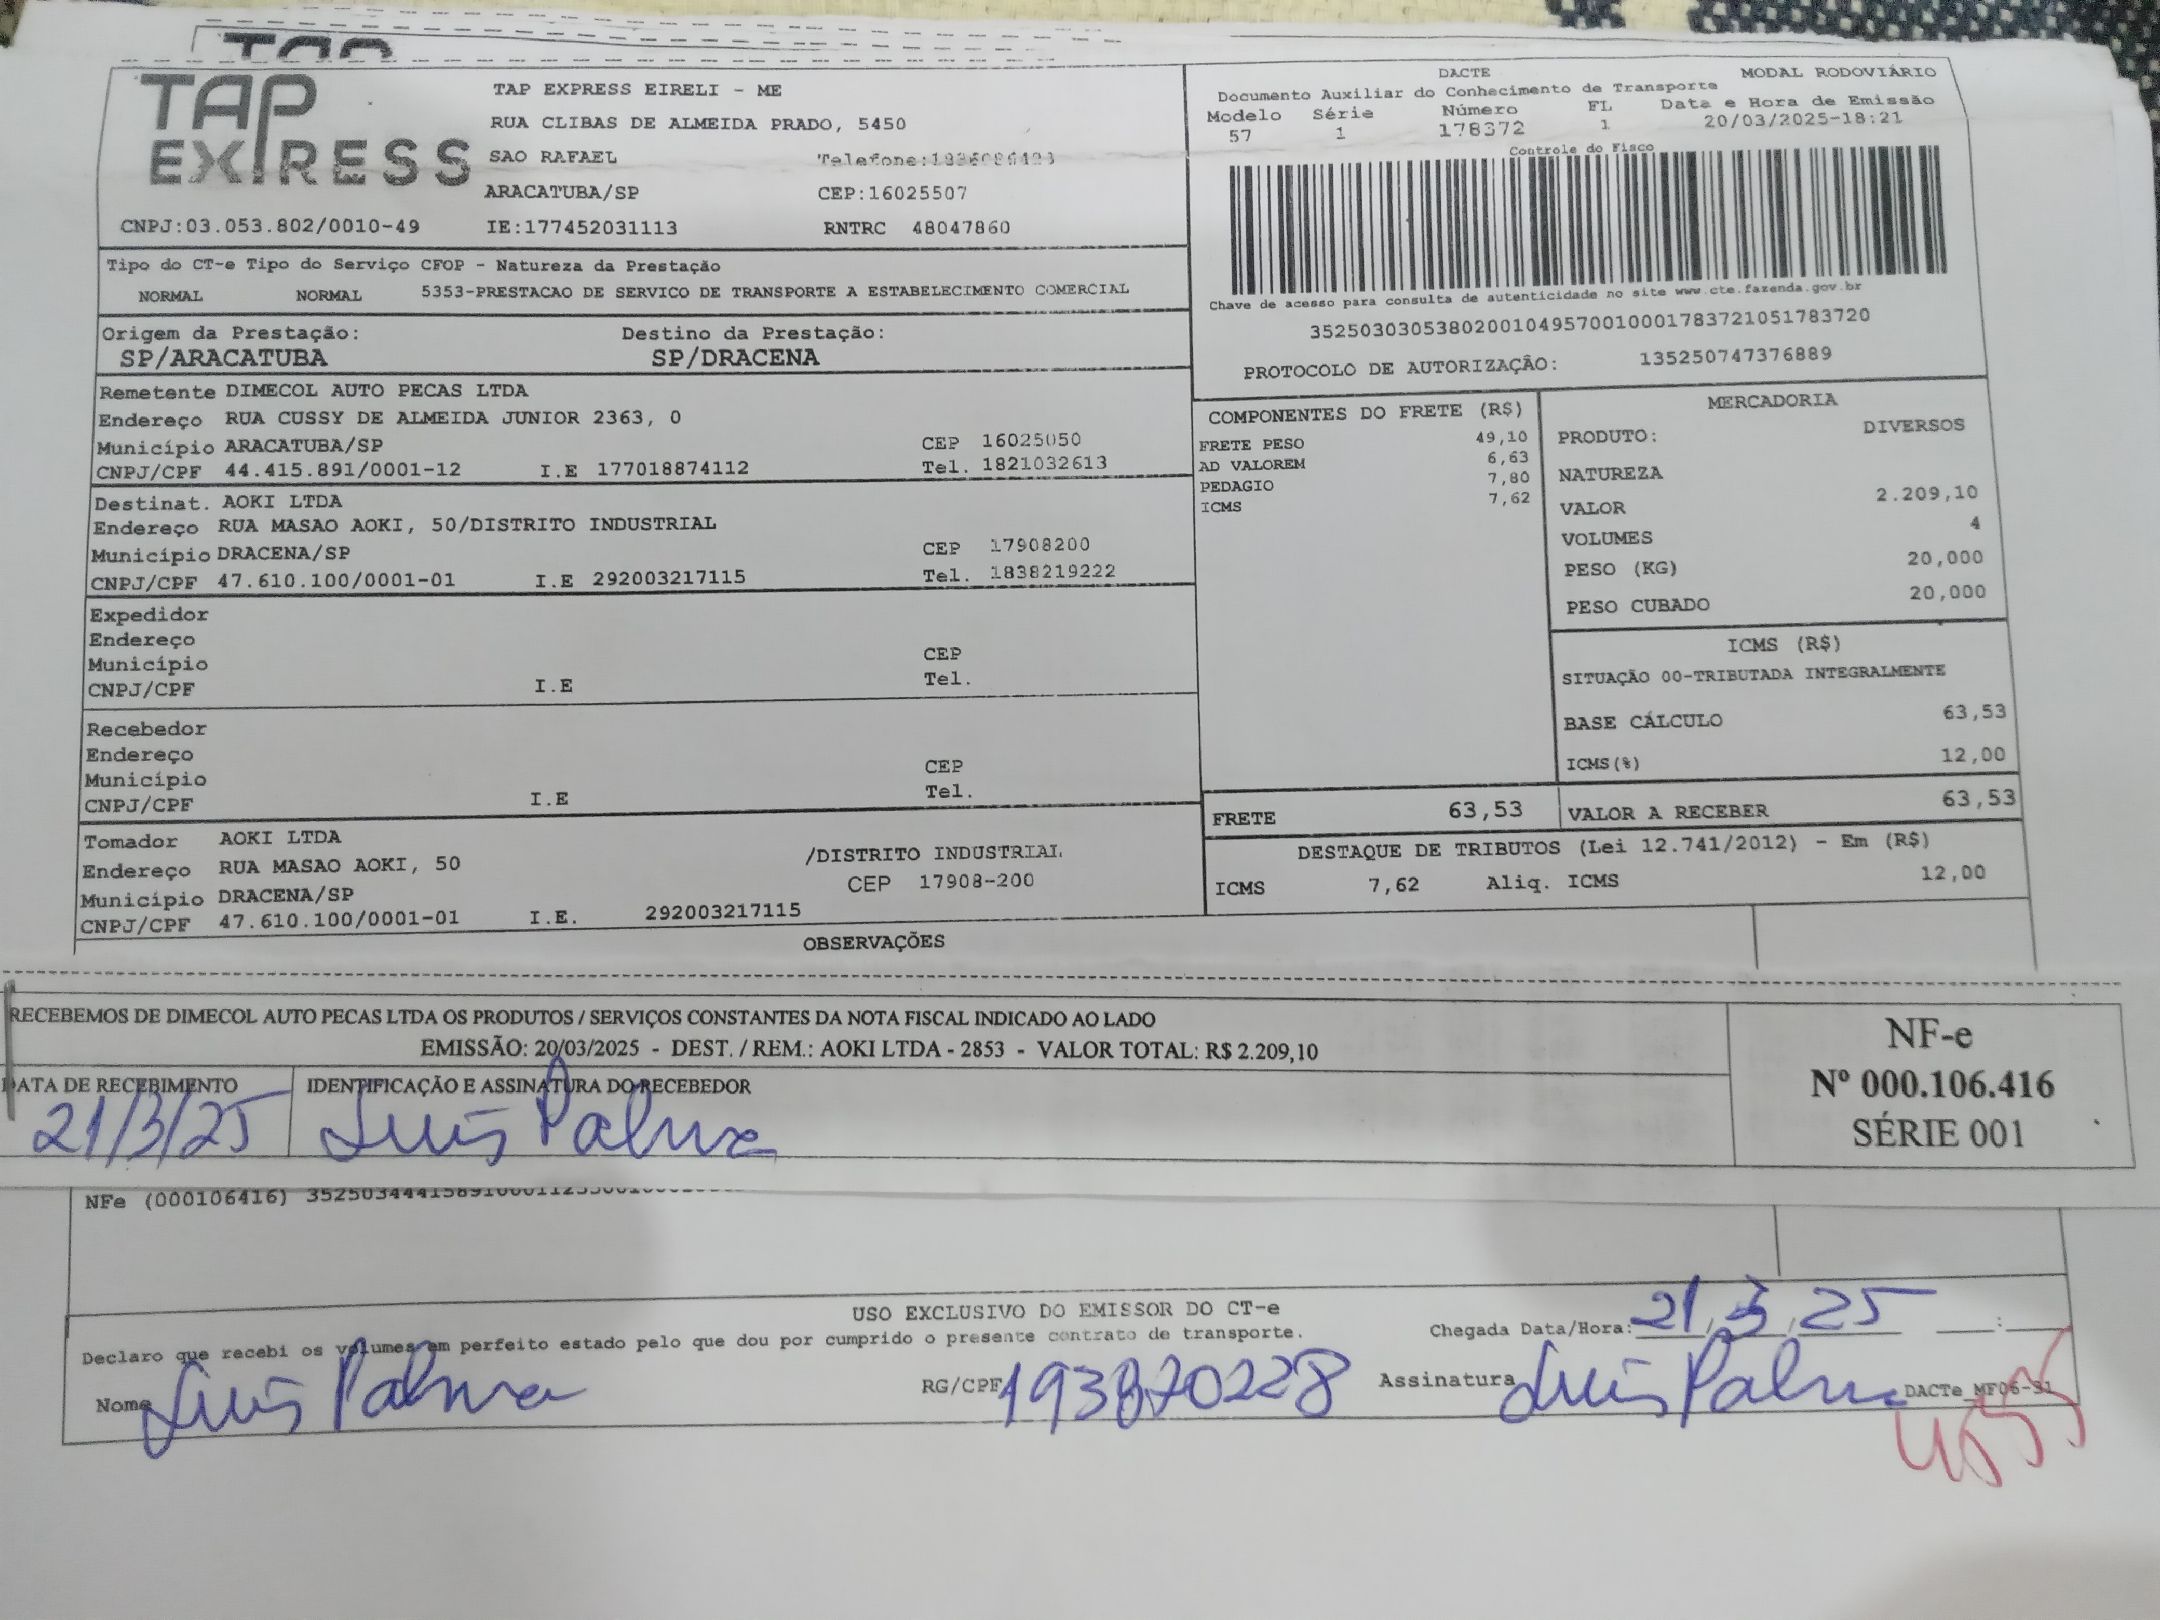 TAP EXPRESS
TAP EXPRESS EIRELI - ME
RUA CLIBAS DE ALMEIDA PRADO, 5450
SAO RAFAEL
Telefone:
ARACATUBA/SP CEP:16025507
CNPJ:03.053.802/0010-49 IE:177452031113 RNTRC 48047860
DACTE MODAL RODOVIÁRIO
Documento Auxiliar do Conhecimento de Transporte
Modelo Série Número FL Data e Hora de Emissão
57 1 178372 1 20/03/2025-18:21
Controle do Fisco
Chave de acesso para consulta de autenticidade no site www.cte.fazenda.gov.br
35250303053802001049570010001783721051783720
PROTOCOLO DE AUTORIZAÇÃO: 135250747376889
Tipo do CT-e Tipo do Serviço CFOP - Natureza da Prestação
NORMAL NORMAL 5353-PRESTACAO DE SERVICO DE TRANSPORTE A ESTABELECIMENTO COMERCIAL
Origem da Prestação: Destino da Prestação:
SP/ARACATUBA SP/DRACENA
Remetente DIMECOL AUTO PECAS LTDA
Endereço RUA CUSSY DE ALMEIDA JUNIOR 2363, 0
Município ARACATUBA/SP CEP 16025050
CNPJ/CPF 44.415.891/0001-12 I.E 177018874112 Tel. 1821032613
Destinat. AOKI LTDA
Endereço RUA MASAO AOKI, 50/DISTRITO INDUSTRIAL
Município DRACENA/SP CEP 17908200
CNPJ/CPF 47.610.100/0001-01 I.E 292003217115 Tel. 1838219222
Expedidor
Endereço
Município CEP
CNPJ/CPF I.E Tel.
Recebedor
Endereço
Município CEP
CNPJ/CPF I.E Tel.
Tomador AOKI LTDA
Endereço RUA MASAO AOKI, 50 /DISTRITO INDUSTRIAL
Município DRACENA/SP CEP 17908-200
CNPJ/CPF 47.610.100/0001-01 I.E. 292003217115
COMPONENTES DO FRETE (R$)
FRETE PESO 49,10
AD VALOREM 6,63
PEDAGIO 7,80
ICMS 7,62
MERCADORIA
PRODUTO: DIVERSOS
NATUREZA
VALOR 2.209,10
VOLUMES 4
PESO (KG) 20,000
PESO CUBADO 20,000
ICMS (R$)
SITUAÇÃO 00-TRIBUTADA INTEGRALMENTE
BASE CÁLCULO 63,53
ICMS(%) 12,00
FRETE 63,53 VALOR A RECEBER 63,53
DESTAQUE DE TRIBUTOS (Lei 12.741/2012) - Em (R$)
ICMS 7,62 Aliq. ICMS 12,00
OBSERVAÇÕES
RECEBEMOS DE DIMECOL AUTO PECAS LTDA OS PRODUTOS / SERVIÇOS CONSTANTES DA NOTA FISCAL INDICADO AO LADO
EMISSÃO: 20/03/2025 - DEST. / REM.: AOKI LTDA - 2853 - VALOR TOTAL: R$ 2.209,10
DATA DE RECEBIMENTO IDENTIFICAÇÃO E ASSINATURA DO RECEBEDOR
21/3/25 Luis Palma
NF-e
Nº 000.106.416
SÉRIE 001
NFe (000106416)
USO EXCLUSIVO DO EMISSOR DO CT-e
Declaro que recebi os volumes em perfeito estado pelo que dou por cumprido o presente contrato de transporte.
Chegada Data/Hora: 21/3/25 :
Nome Luis Palma RG/CPF 193870228 Assinatura Luis Palma DACTe MF06-31